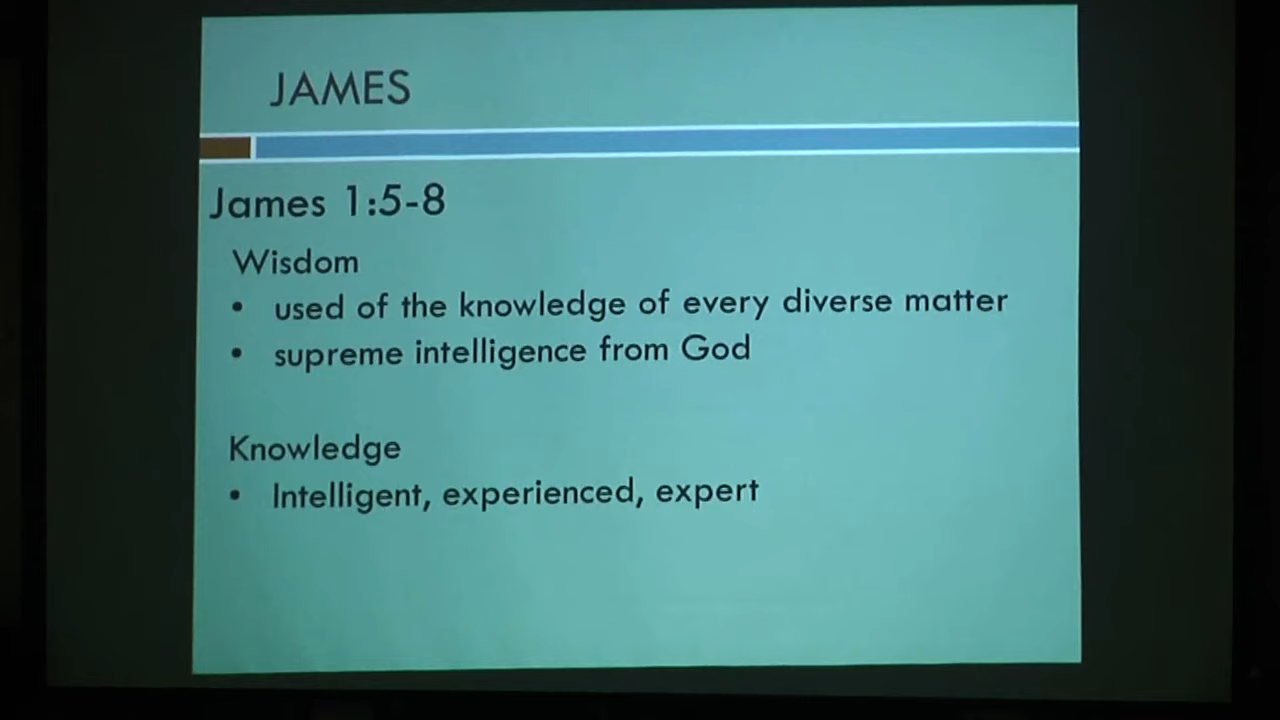 JAMES
James 1:5-8
Wisdom
• used of the knowledge of every diverse matter
• supreme intelligence from God
Knowledge
• Intelligent, experienced, expert